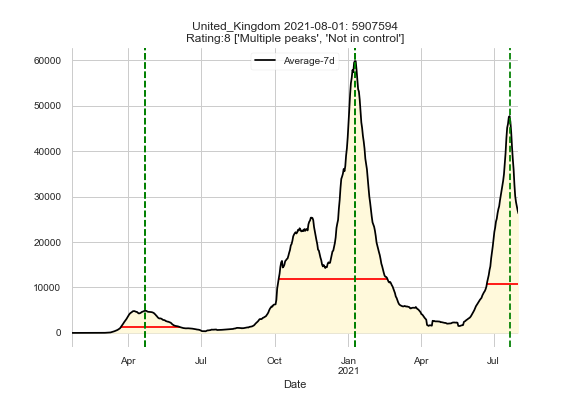 United_Kingdom 2021-08-01: 5907594
Rating:8 ['Multiple peaks', 'Not in control']
Average-7d
60000
50000
40000
30000
20000
10000
0
Apr Jul Oct Jan Apr Jul
2021
Date